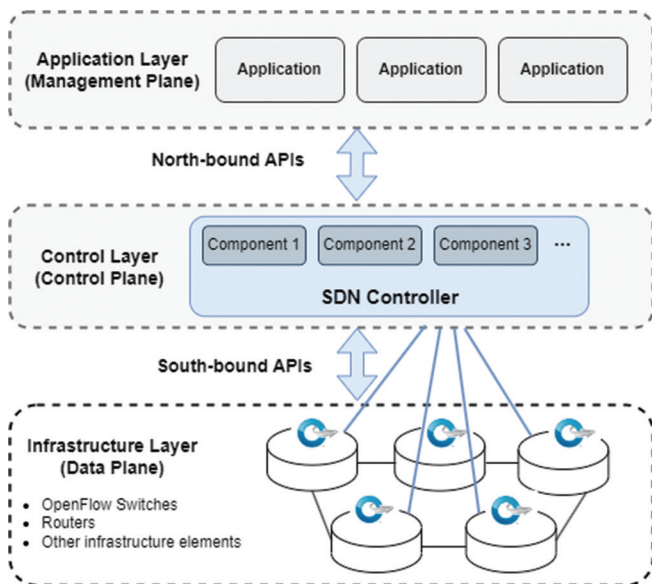 Application Layer
(Management Plane)
Application
Application
Application
North-bound APIs
Control Layer
(Control Plane)
Component 1
Component 2
Component 3
...
SDN Controller
South-bound APIs
Infrastructure Layer
(Data Plane)
• OpenFlow Switches
• Routers
• Other infrastructure elements